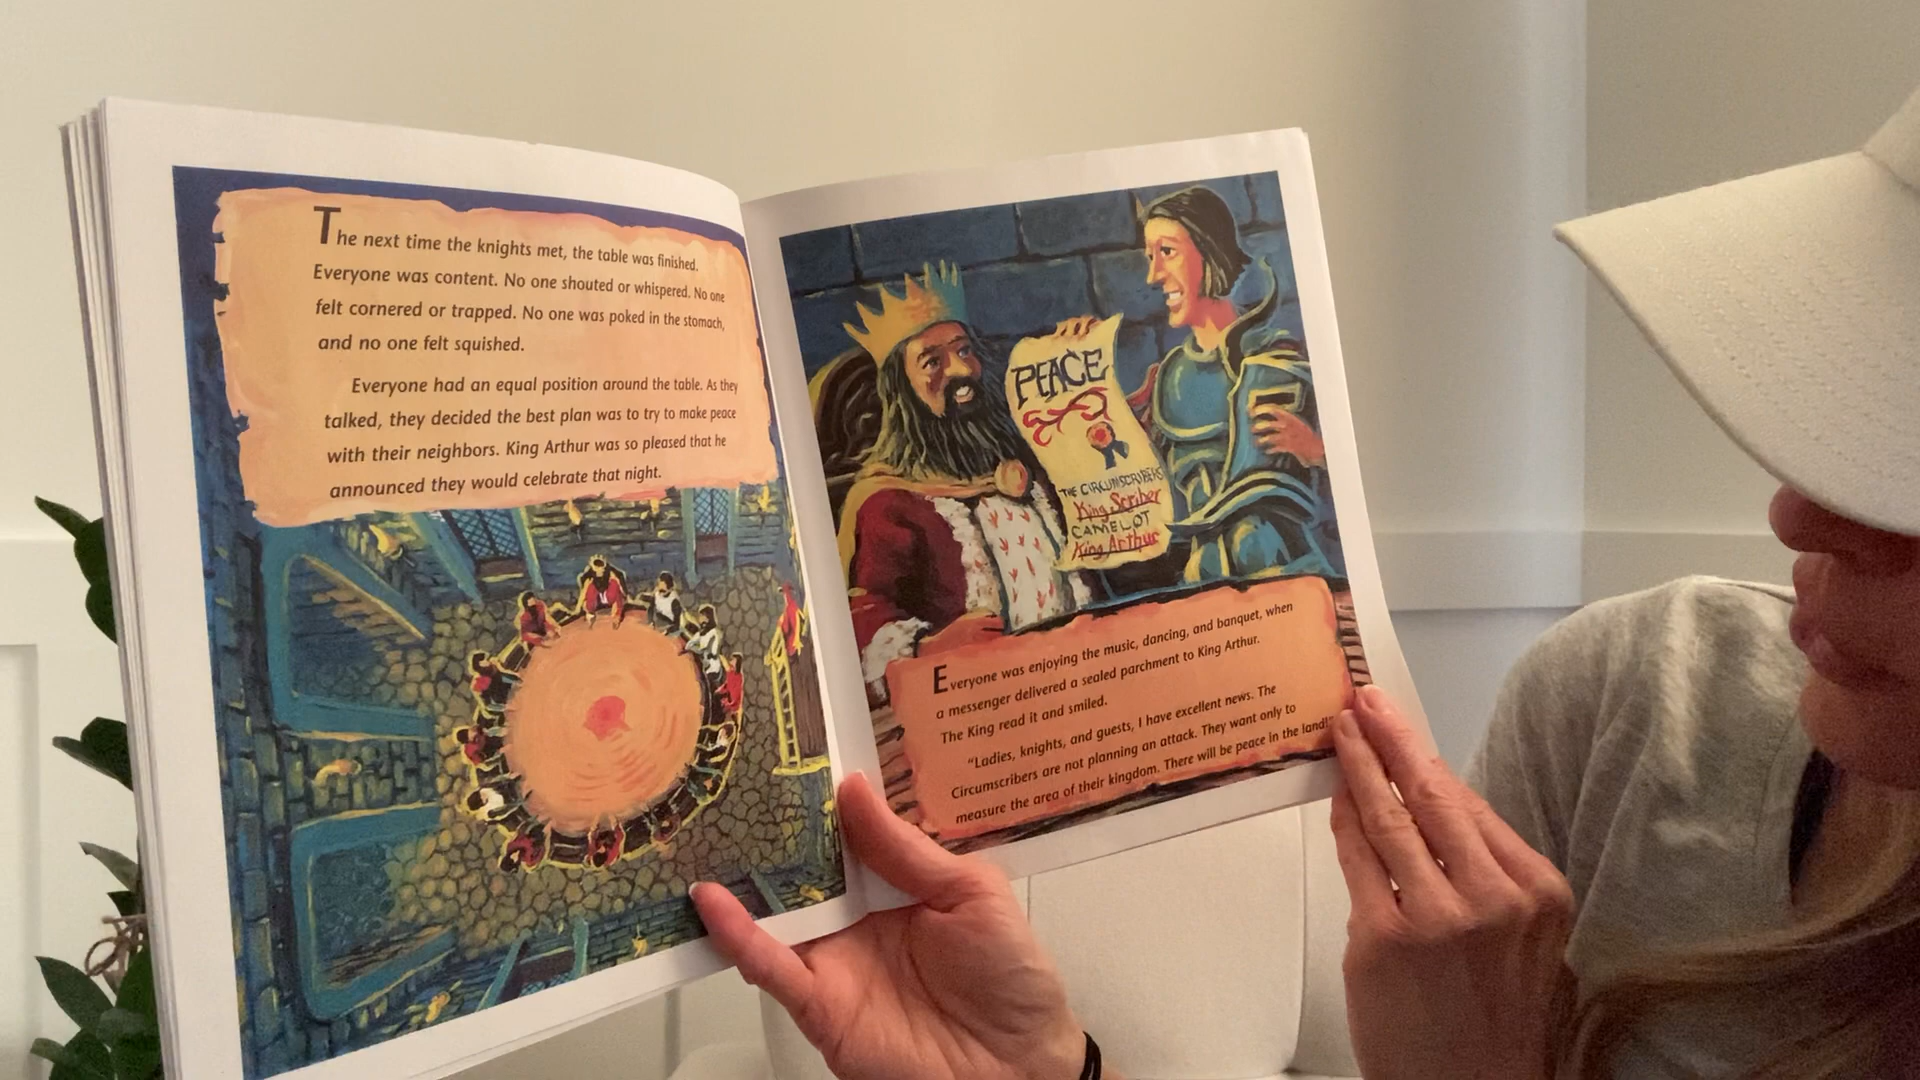 The next time the knights met, the table was finished.
Everyone was content. No one shouted or whispered. No one
felt cornered or trapped. No one was poked in the stomach,
and no one felt squished.
Everyone had an equal position around the table. As they
talked, they decided the best plan was to try to make peace
with their neighbors. King Arthur was so pleased that he
announced they would celebrate that night.
PEACE
THE CIRCUMSCRIBERS
King Scriber
CAMELOT
King Arthur
Everyone was enjoying the music, dancing, and banquet, when
a messenger delivered a sealed parchment to King Arthur.
The King read it and smiled.
"Ladies, knights, and guests, I have excellent news. The
Circumscribers are not planning an attack. They want only to
measure the area of their kingdom. There will be peace in the land!"